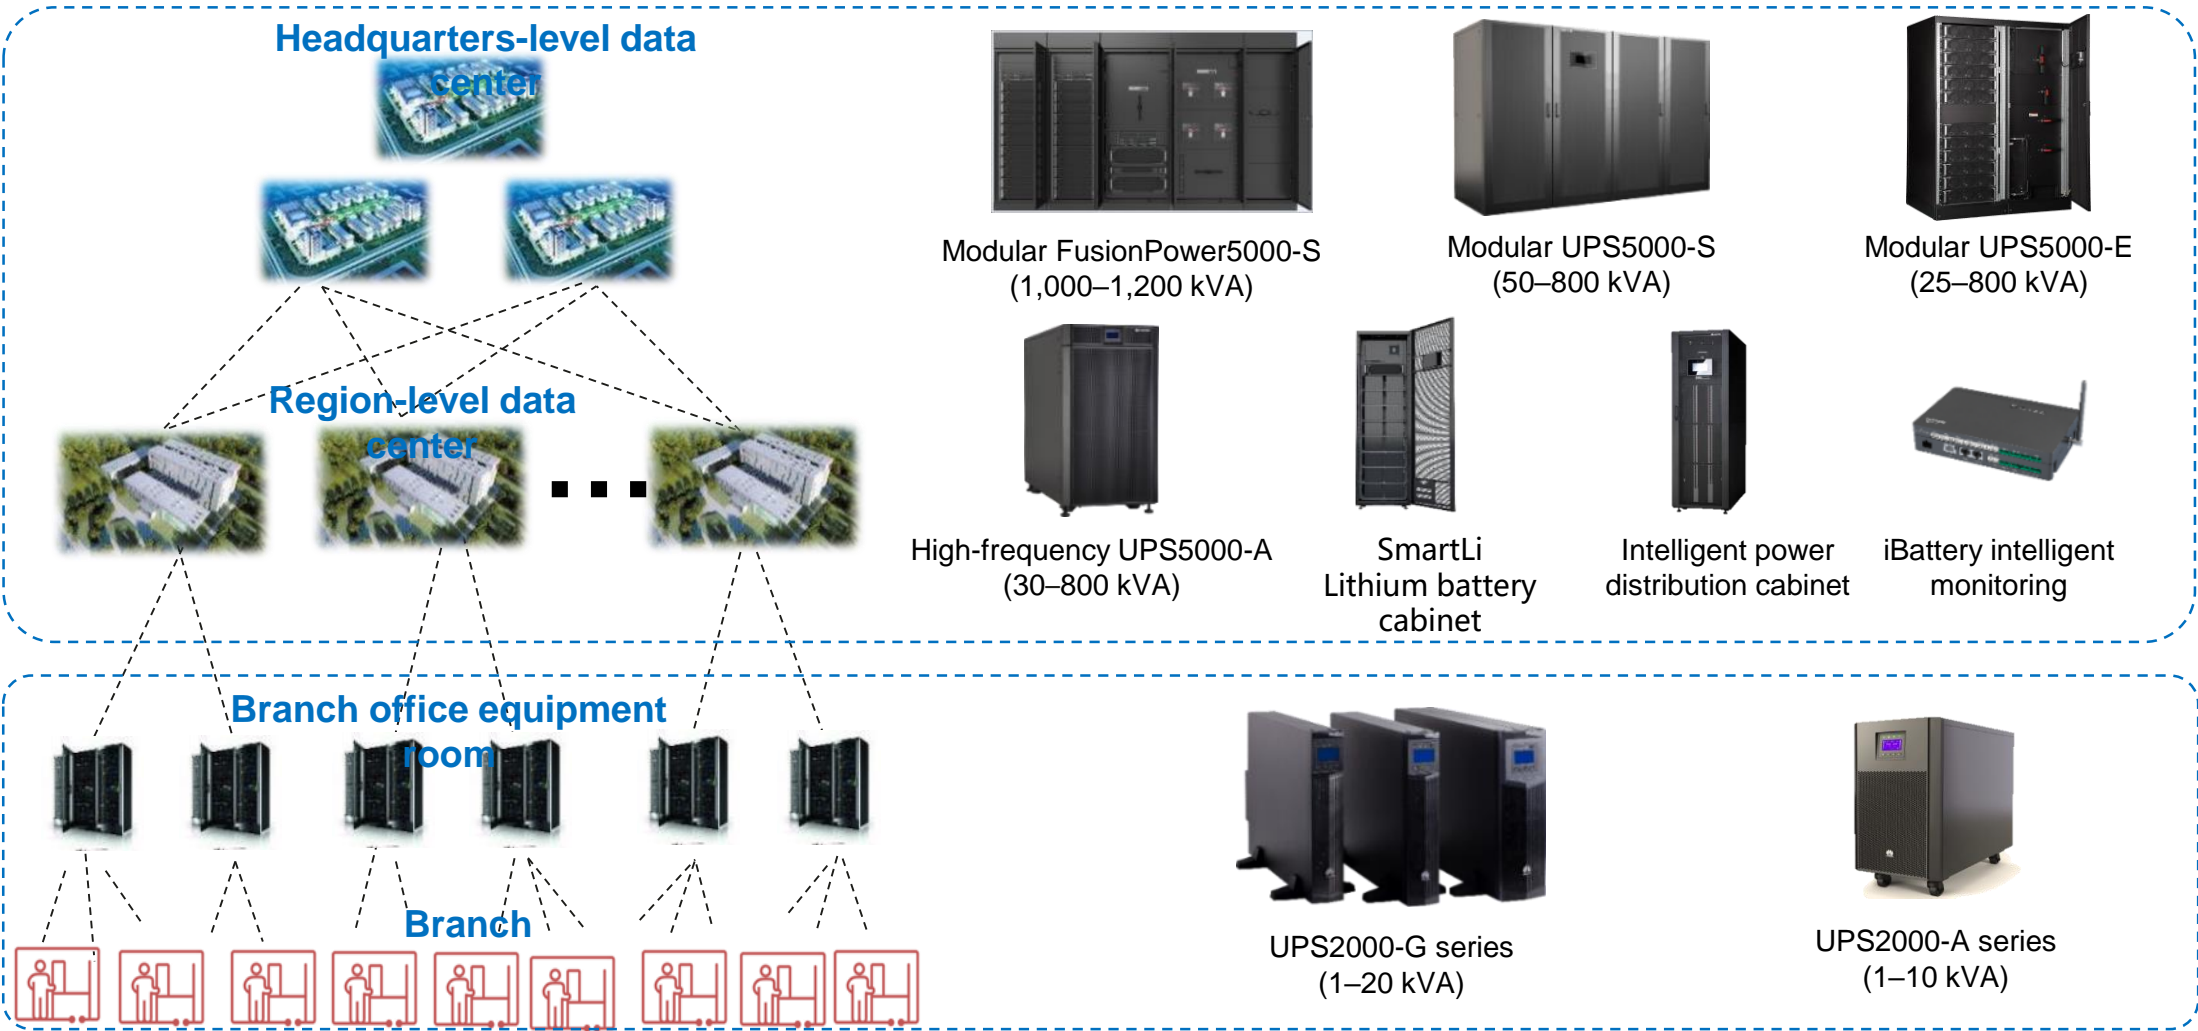 Headquarters-level data
center
Modular FusionPower5000-S
(1,000–1,200 kVA)
Modular UPS5000-S
(50–800 kVA)
Modular UPS5000-E
(25–800 kVA)
Region-level data
center
High-frequency UPS5000-A
(30–800 kVA)
SmartLi
Lithium battery
cabinet
Intelligent power
distribution cabinet
iBattery intelligent
monitoring
Branch office equipment
room
Branch
UPS2000-G series
(1–20 kVA)
UPS2000-A series
(1–10 kVA)